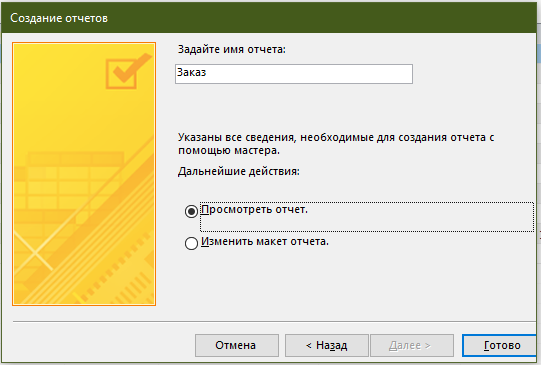 Создание отчетов
Задайте имя отчета:
Заказ
Указаны все сведения, необходимые для создания отчета с
помощью мастера.
Дальнейшие действия:
Просмотреть отчет.
Изменить макет отчета.
Отмена
< Назад
Далее >
Готово